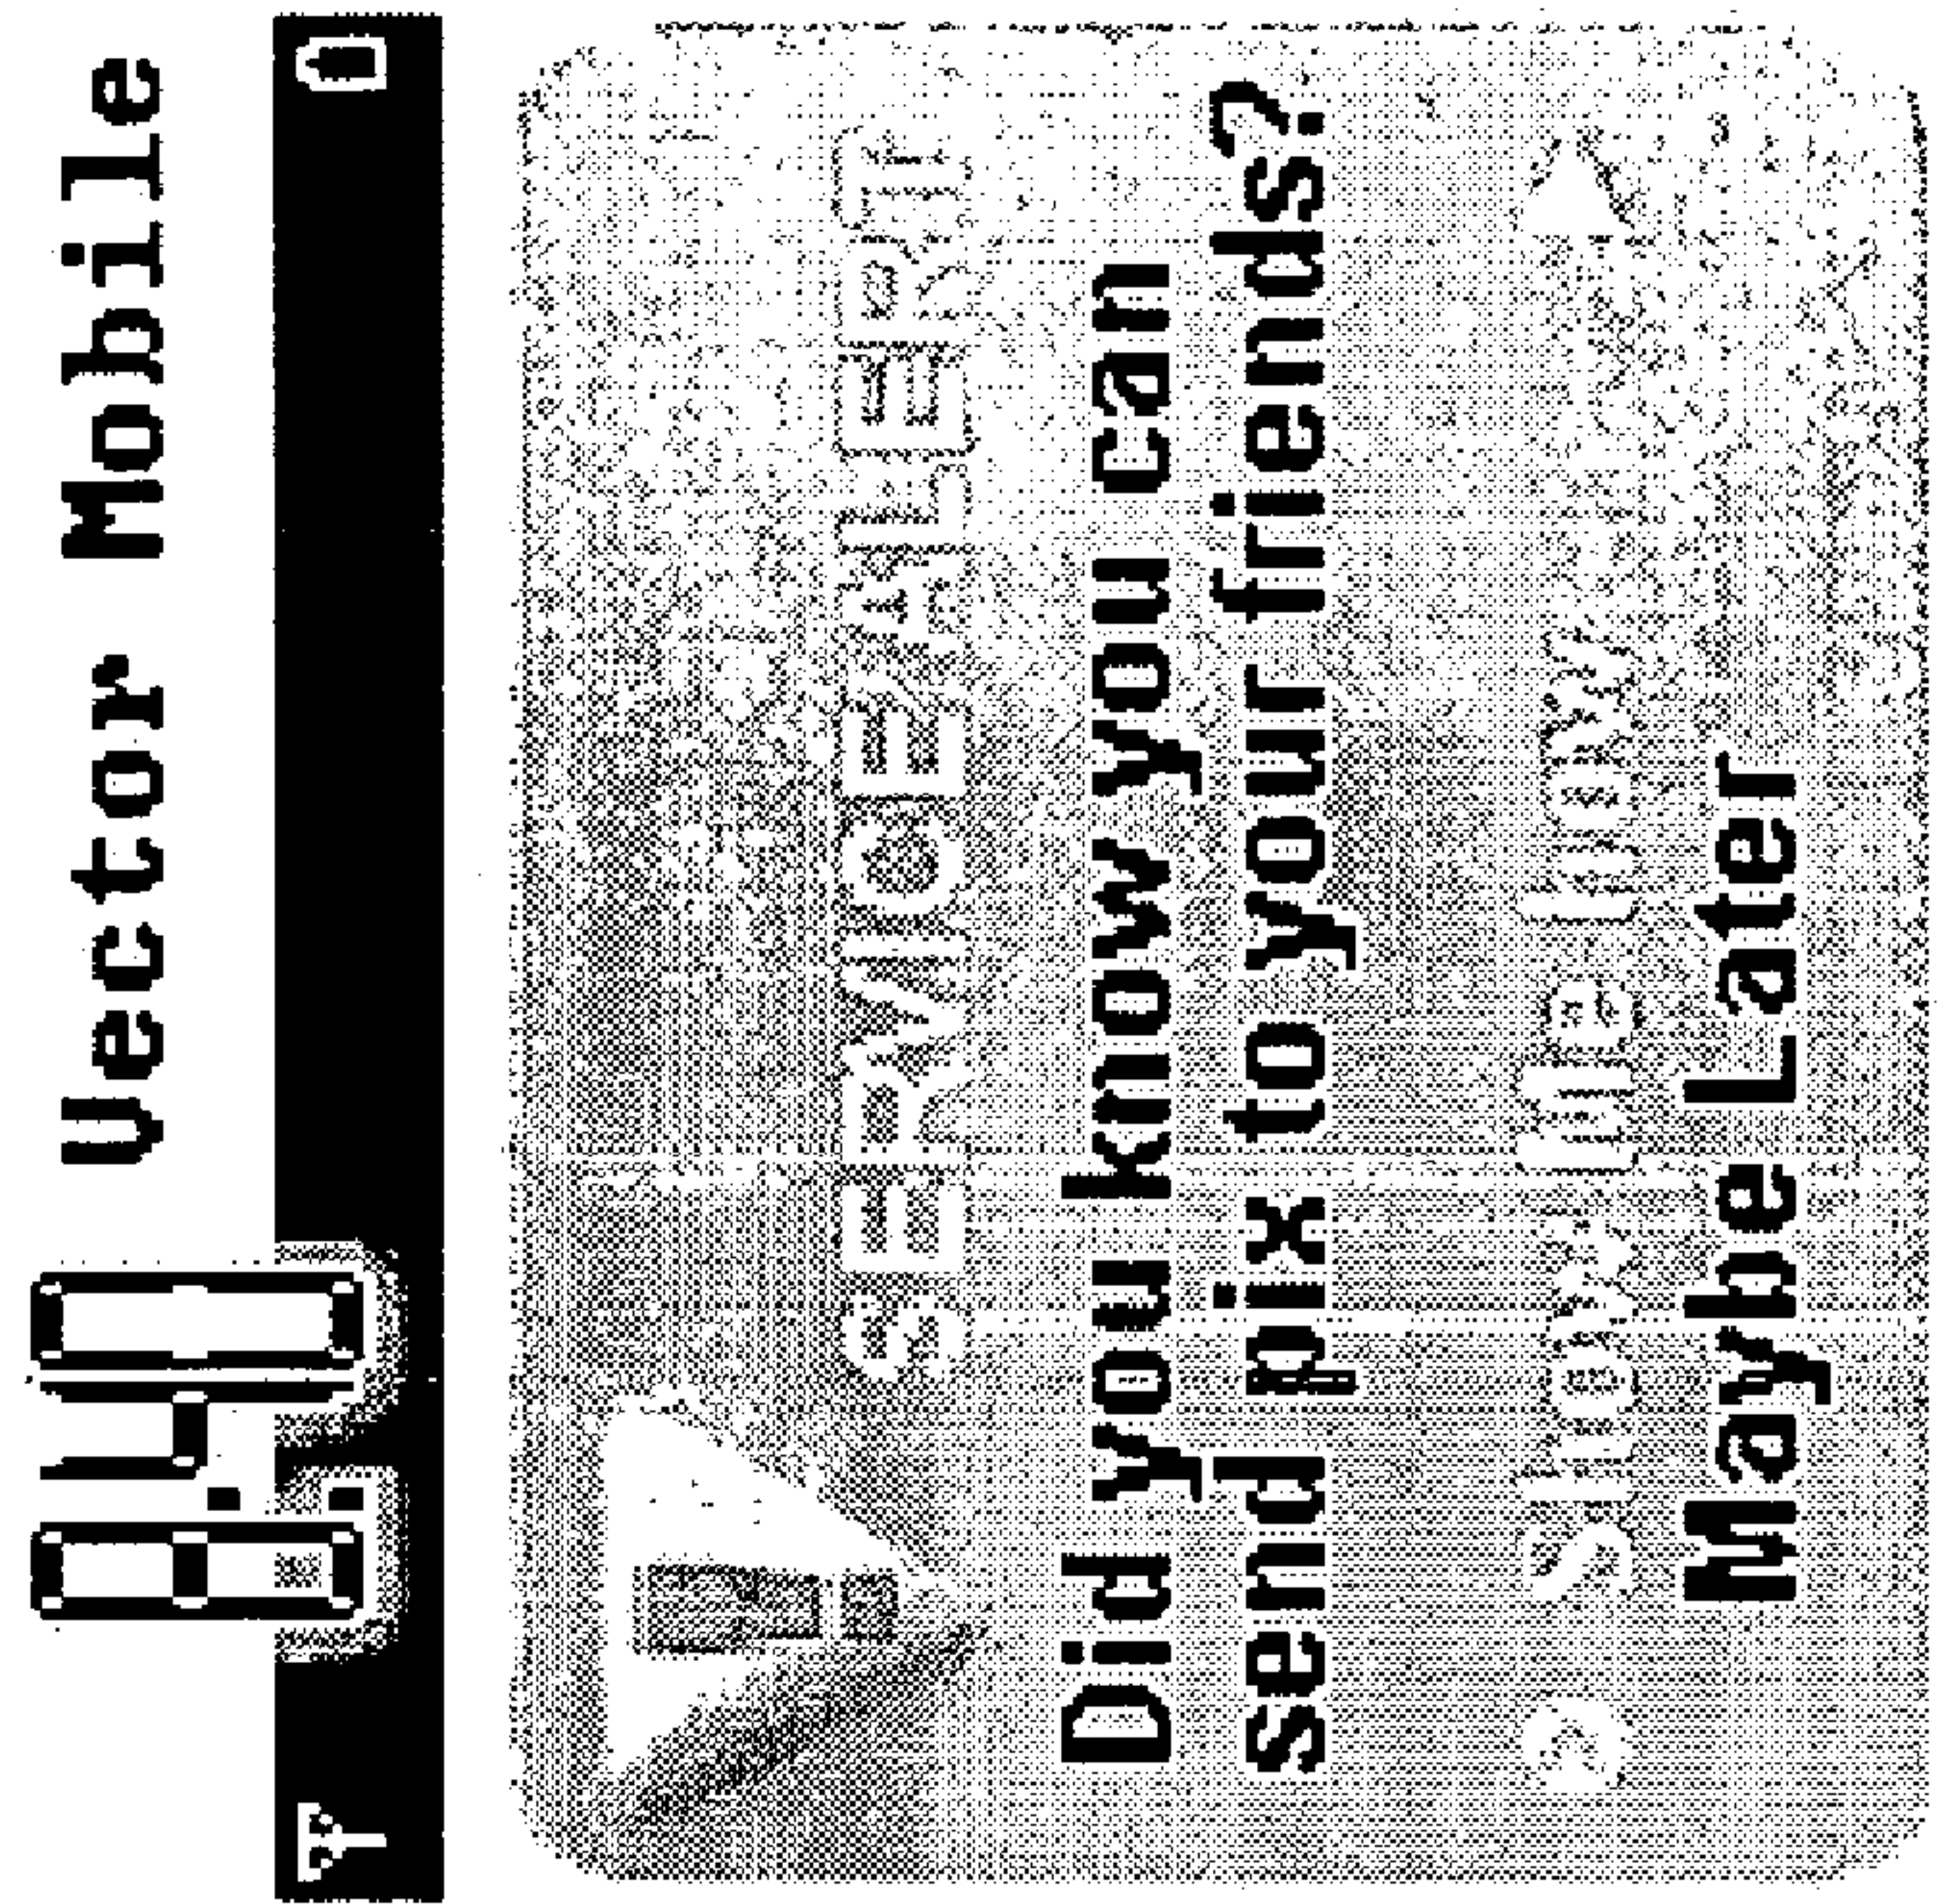 8:40 Vector Mobile
SERVICE ALERT
Did you know you can
send pix to your friends?
Show Me how
Maybe Later